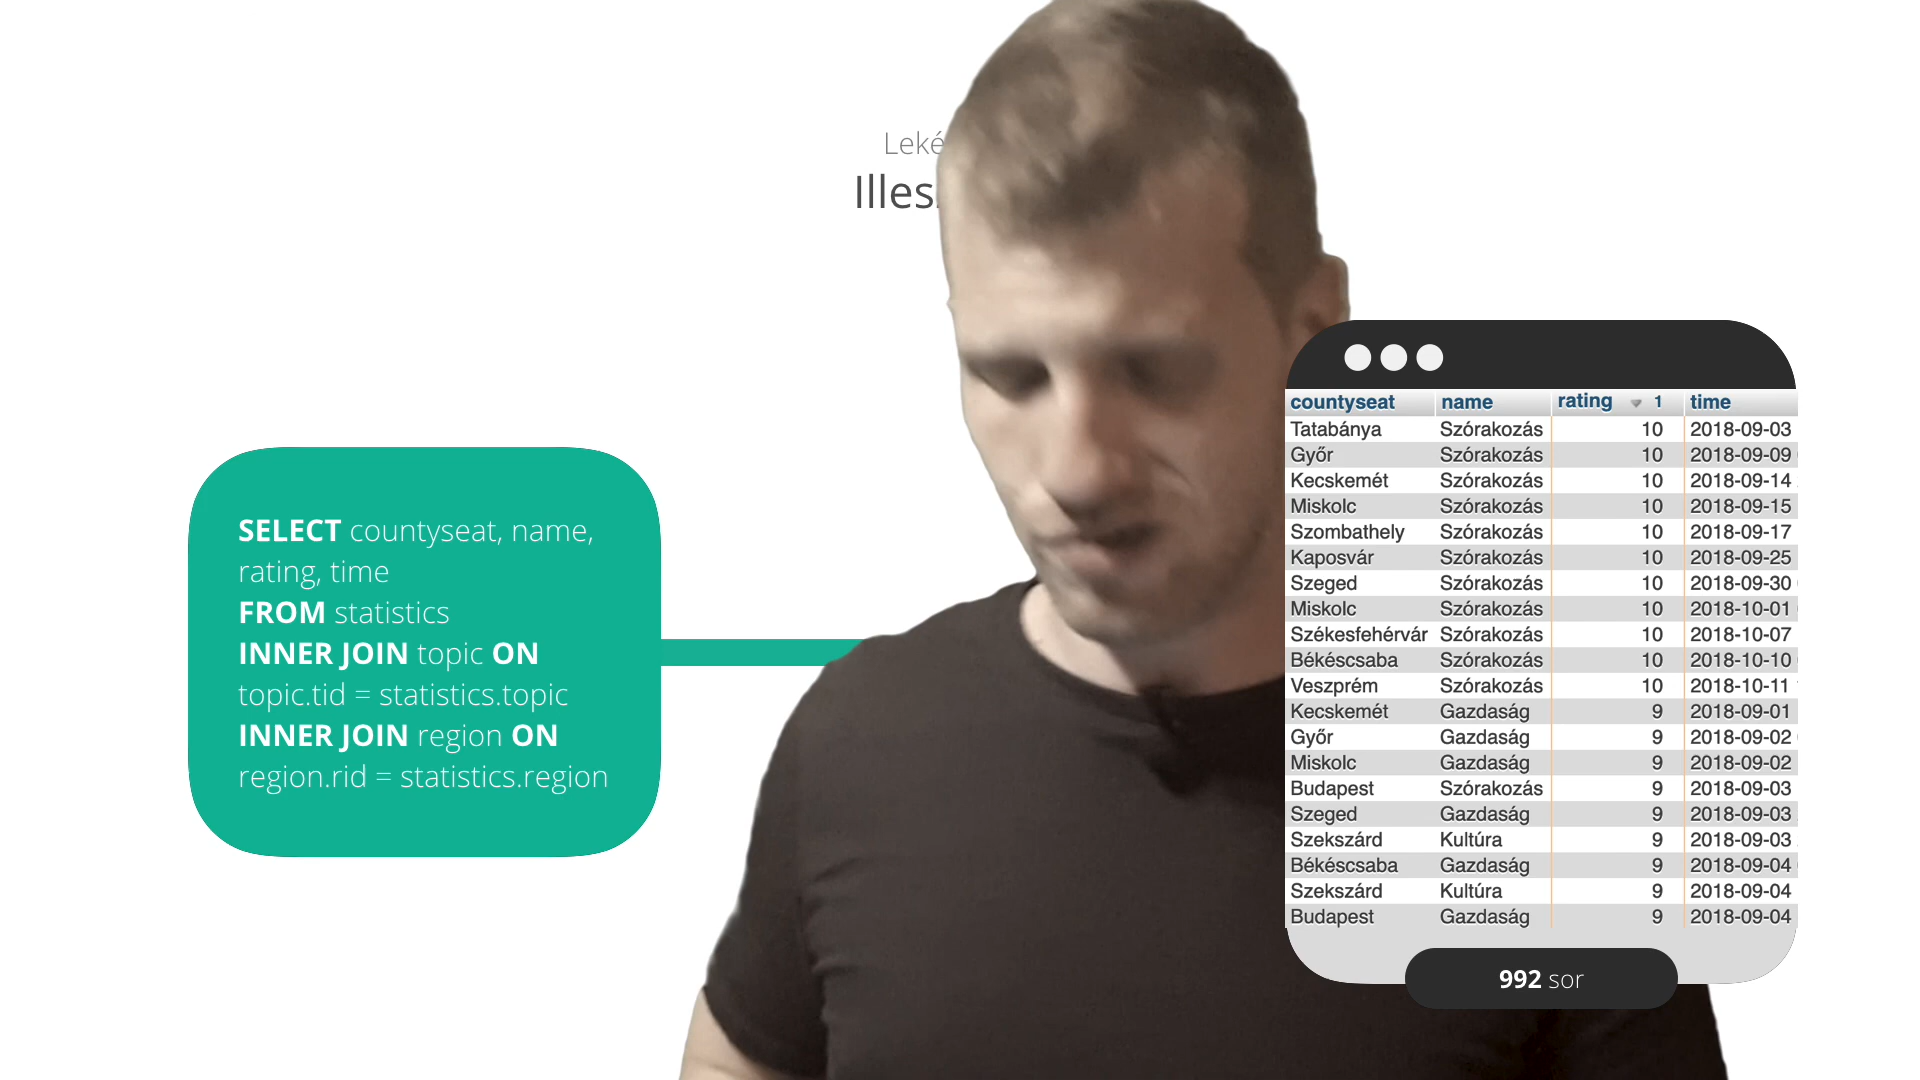 SELECT countyseat, name,
rating, time
FROM statistics
INNER JOIN topic ON
topic.tid = statistics.topic
INNER JOIN region ON
region.rid = statistics.region
countyseat name rating 1 time
Tatabánya Szórakozás 10 2018-09-03
Győr Szórakozás 10 2018-09-09
Kecskemét Szórakozás 10 2018-09-14
Miskolc Szórakozás 10 2018-09-15
Szombathely Szórakozás 10 2018-09-17
Kaposvár Szórakozás 10 2018-09-25
Szeged Szórakozás 10 2018-09-30
Miskolc Szórakozás 10 2018-10-01
Székesfehérvár Szórakozás 10 2018-10-07
Békéscsaba Szórakozás 10 2018-10-10
Veszprém Szórakozás 10 2018-10-11
Kecskemét Gazdaság 9 2018-09-01
Győr Gazdaság 9 2018-09-02
Miskolc Gazdaság 9 2018-09-02
Budapest Szórakozás 9 2018-09-03
Szeged Gazdaság 9 2018-09-03
Szekszárd Kultúra 9 2018-09-03
Békéscsaba Gazdaság 9 2018-09-04
Szekszárd Kultúra 9 2018-09-04
Budapest Gazdaság 9 2018-09-04
992 sor